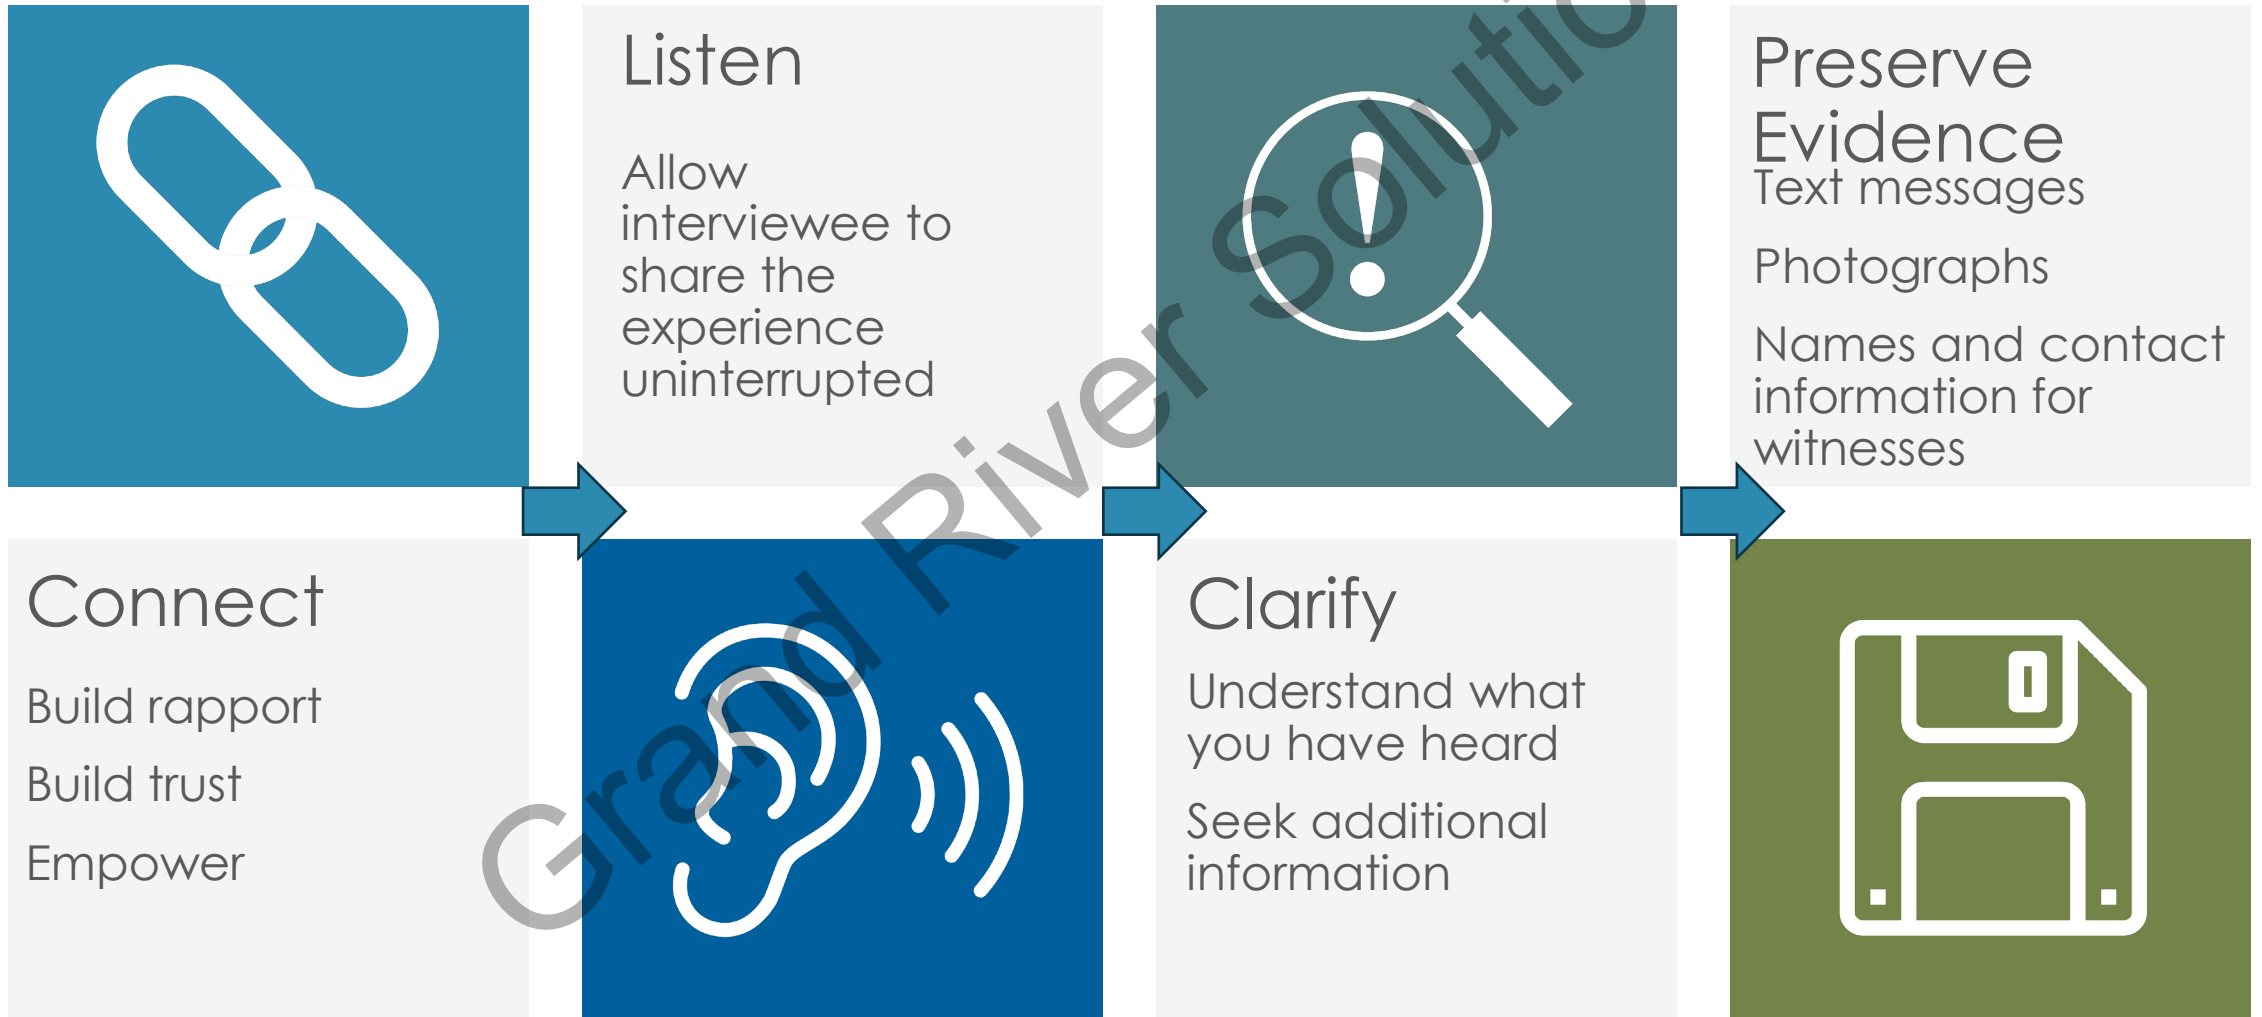 Connect
Build rapport
Build trust
Empower
Listen
Allow
interviewee to
share the
experience
uninterrupted
Clarify
Understand what
you have heard
Seek additional
information
Preserve
Evidence
Text messages
Photographs
Names and contact
information for
witnesses
Grand River Solutio